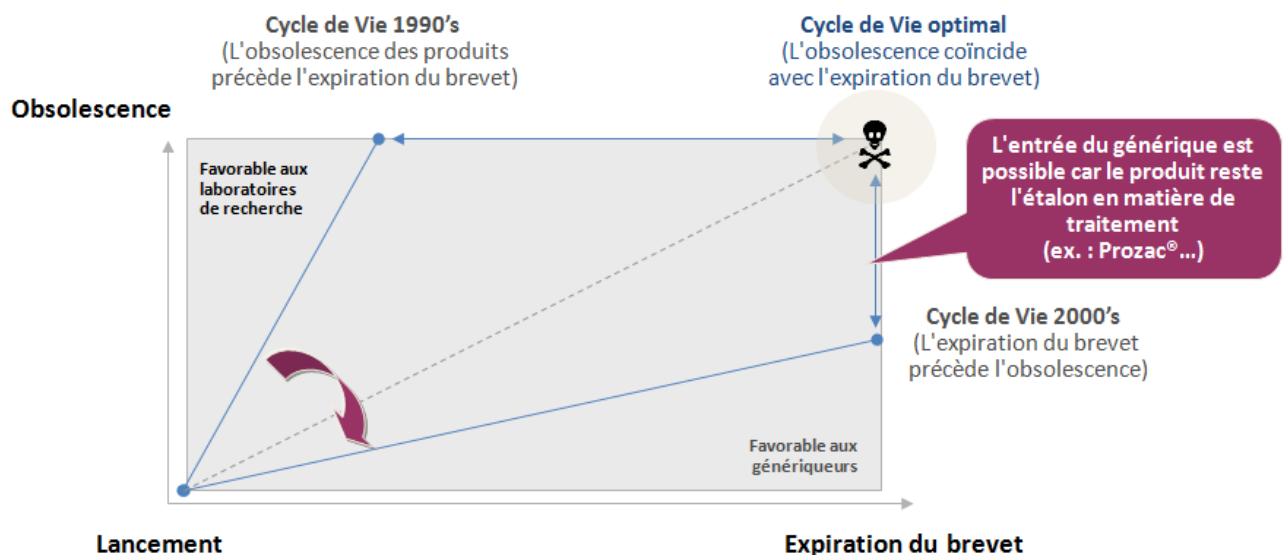 Cycle de Vie 1990's
(L'obsolescence des produits
précède l'expiration du brevet)
Cycle de Vie optimal
(L'obsolescence coïncide
avec l'expiration du brevet)
Obsolescence
Favorable aux
laboratoires
de recherche
L'entrée du générique est
possible car le produit reste
l'étalon en matière de
traitement
(ex. : Prozac®...)
Cycle de Vie 2000’s
(L'expiration du brevet
précède l'obsolescence)
Favorable aux
génériqueurs
Lancement
Expiration du brevet